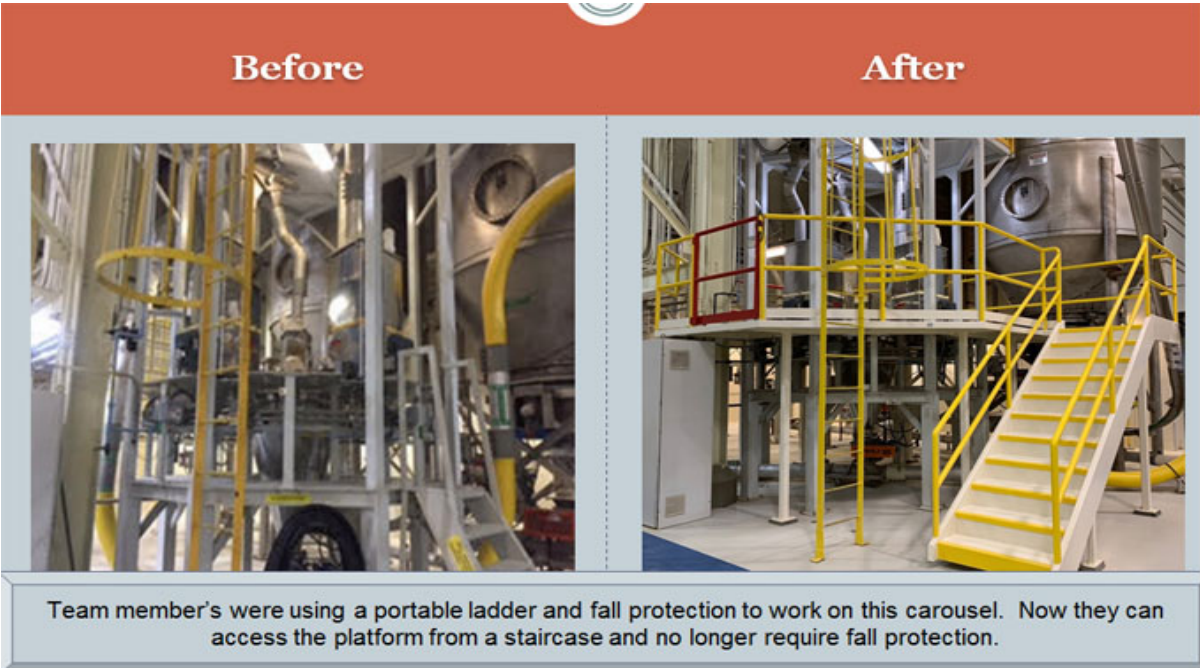 Before
After
Team member's were using a portable ladder and fall protection to work on this carousel. Now they can
access the platform from a staircase and no longer require fall protection.